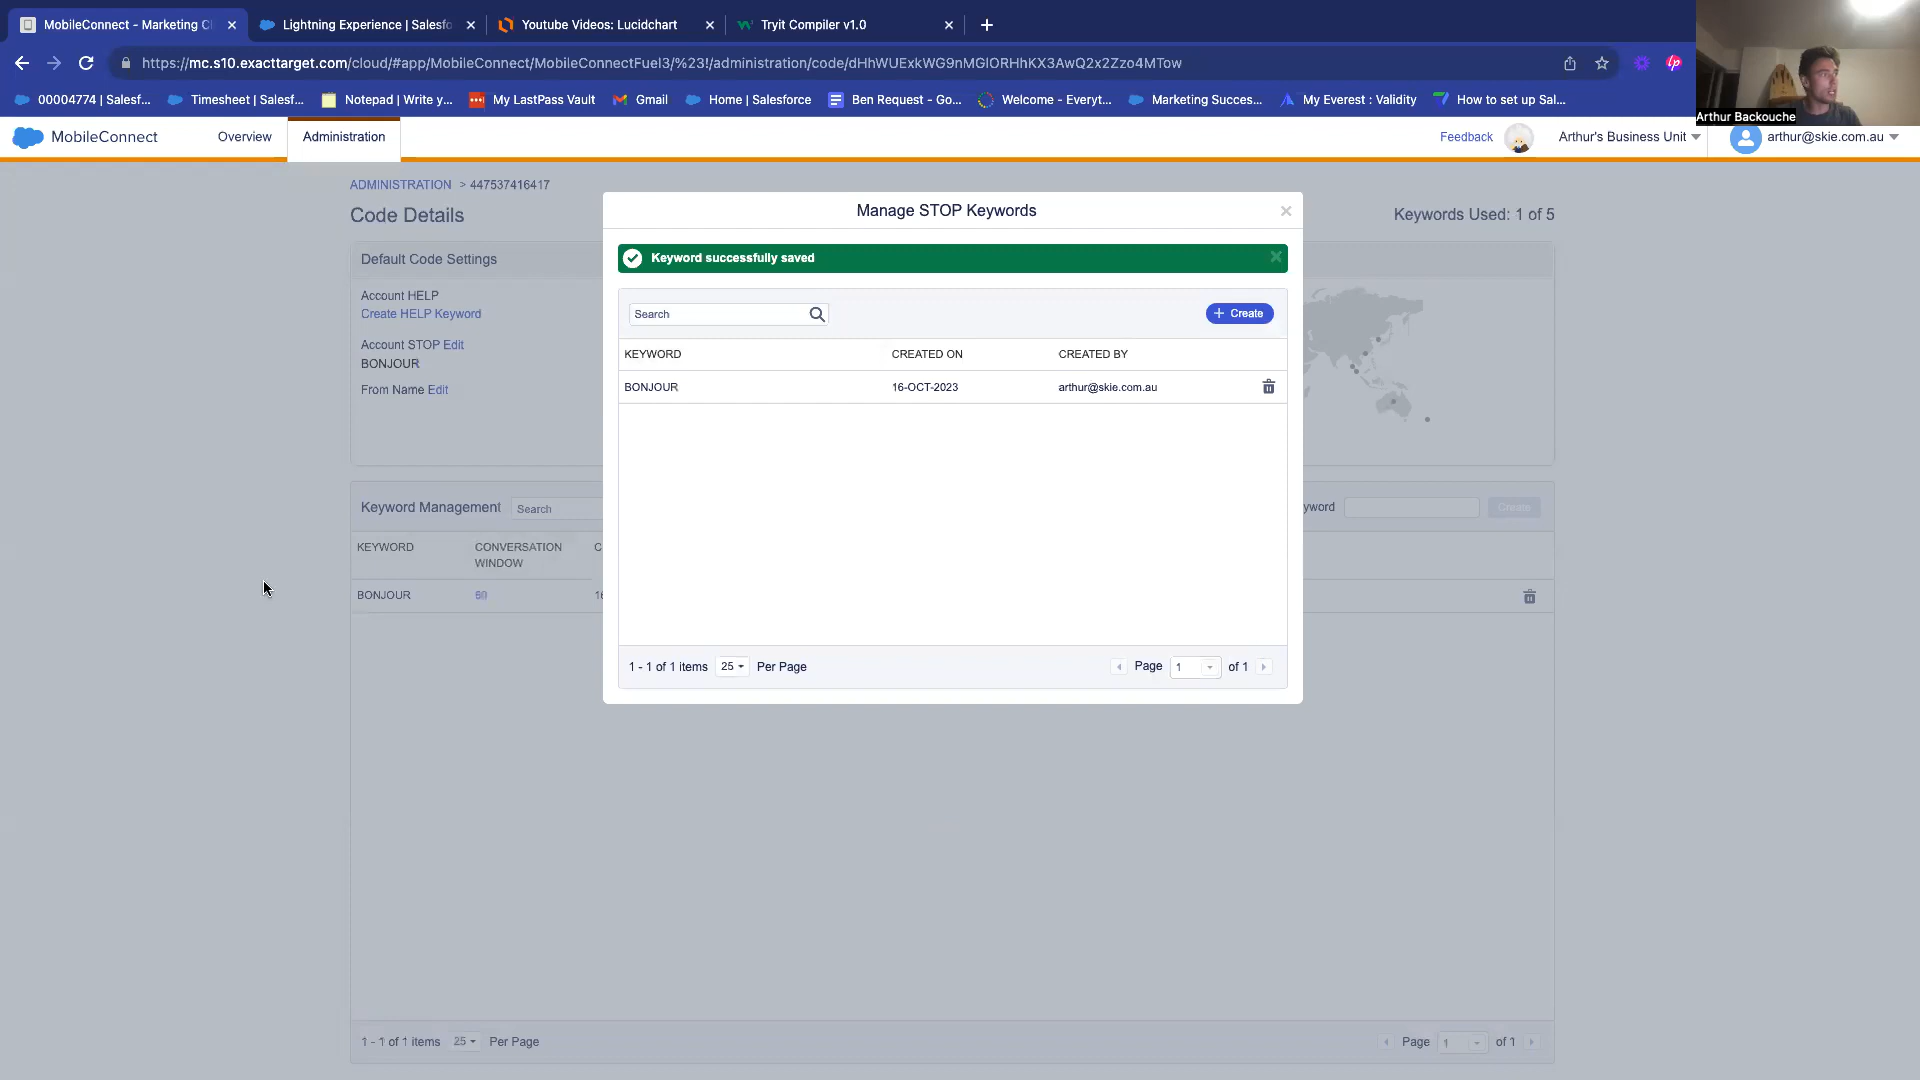 MobileConnect - Marketing Cl
Lightning Experience | Salesfo
Youtube Videos: Lucidchart
Tryit Compiler v1.0
https://mc.s10.exacttarget.com/cloud/#app/MobileConnect/MobileConnectFuel3/%23!/administration/code/dHhWUExkWG9nMGlORHhKX3AwQ2x2Zzo4MTow
00004774 | Salesf...
Timesheet | Salesf...
Notepad | Write y...
My LastPass Vault
Gmail
Home | Salesforce
Ben Request - Go...
Welcome - Everyt...
Marketing Succes...
My Everest : Validity
How to set up Sal...
Arthur Backouche
MobileConnect
Overview
Administration
Feedback
Arthur's Business Unit
arthur@skie.com.au
ADMINISTRATION > 447537416417
Code Details
Keywords Used: 1 of 5
Default Code Settings
Account HELP
Create HELP Keyword
Account STOP Edit
BONJOUR
From Name Edit
Manage STOP Keywords
Keyword successfully saved
Search
+ Create
KEYWORD CREATED ON CREATED BY
BONJOUR 16-OCT-2023 arthur@skie.com.au
1 - 1 of 1 items 25 Per Page
Page 1 of 1
Keyword Management
Search
yword
Create
KEYWORD
CONVERSATION
WINDOW
C
BONJOUR
1 - 1 of 1 items 25 Per Page
Page 1 of 1